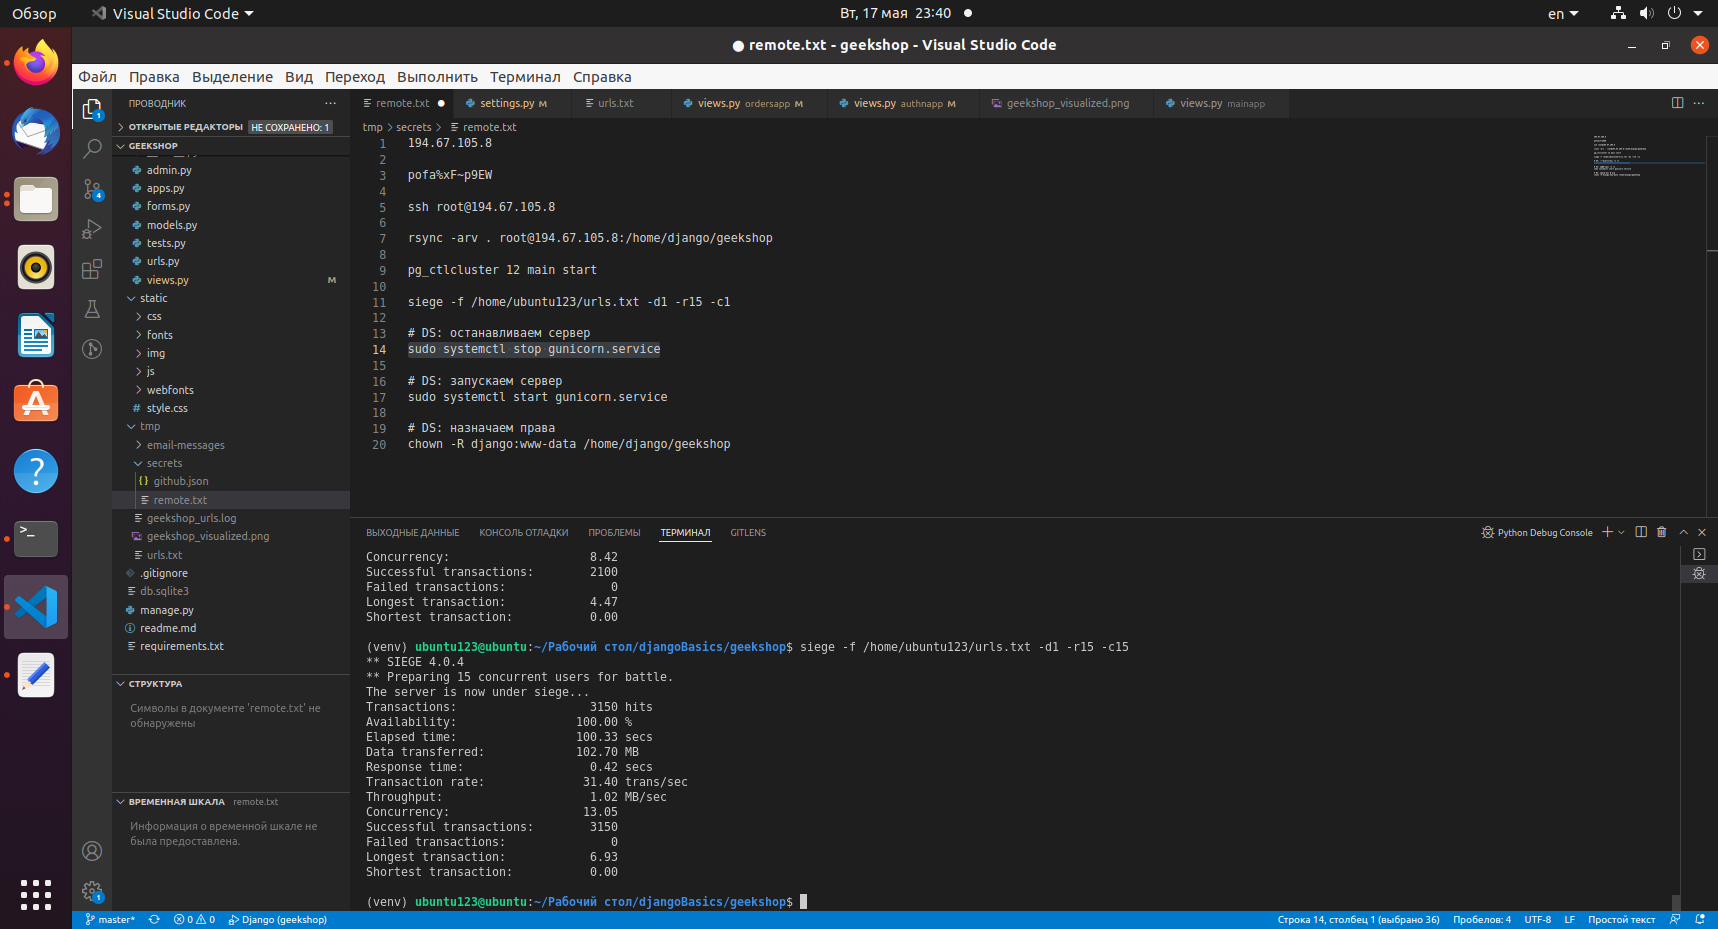 Обзор
Visual Studio Code
Вт, 17 мая 23:40
en
remote.txt - geekshop - Visual Studio Code
Файл Правка Выделение Вид Переход Выполнить Терминал Справка
ПРОВОДНИК
ОТКРЫТЫЕ РЕДАКТОРЫ НЕ СОХРАНЕНО: 1
GEEKSHOP
admin.py
apps.py
forms.py
models.py
tests.py
urls.py
views.py M
static
css
fonts
img
js
webfonts
# style.css
tmp
email-messages
secrets
{} github.json
remote.txt
geekshop_urls.log
geekshop_visualized.png
urls.txt
.gitignore
db.sqlite3
manage.py
readme.md
requirements.txt
СТРУКТУРА
Символы в документе 'remote.txt' не
обнаружены
ВРЕМЕННАЯ ШКАЛА remote.txt
Информация о временной шкале не
была предоставлена.
remote.txt settings.py M urls.txt views.py ordersapp M views.py authnapp M geekshop_visualized.png views.py mainapp
tmp > secrets > remote.txt
1 194.67.105.8
2
3 pofa%xF~p9EW
4
5 ssh root@194.67.105.8
6
7 rsync -arv . root@194.67.105.8:/home/django/geekshop
8
9 pg_ctlcluster 12 main start
10
11 siege -f /home/ubuntu123/urls.txt -d1 -r15 -c1
12
13 # DS: останавливаем сервер
14 sudo systemctl stop gunicorn.service
15
16 # DS: запускаем сервер
17 sudo systemctl start gunicorn.service
18
19 # DS: назначаем права
20 chown -R django:www-data /home/django/geekshop
ВЫХОДНЫЕ ДАННЫЕ КОНСОЛЬ ОТЛАДКИ ПРОБЛЕМЫ ТЕРМИНАЛ GITLENS
Python Debug Console
Concurrency: 8.42
Successful transactions: 2100
Failed transactions: 0
Longest transaction: 4.47
Shortest transaction: 0.00
(venv) ubuntu123@ubuntu:~/Рабочий стол/djangoBasics/geekshop$ siege -f /home/ubuntu123/urls.txt -d1 -r15 -c15
** SIEGE 4.0.4
** Preparing 15 concurrent users for battle.
The server is now under siege...
Transactions: 3150 hits
Availability: 100.00 %
Elapsed time: 100.33 secs
Data transferred: 102.70 MB
Response time: 0.42 secs
Transaction rate: 31.40 trans/sec
Throughput: 1.02 MB/sec
Concurrency: 13.05
Successful transactions: 3150
Failed transactions: 0
Longest transaction: 6.93
Shortest transaction: 0.00
(venv) ubuntu123@ubuntu:~/Рабочий стол/djangoBasics/geekshop$
master* 0 0 Django (geekshop)
Строка 14, столбец 1 (выбрано 36) Пробелов: 4 UTF-8 LF Простой текст